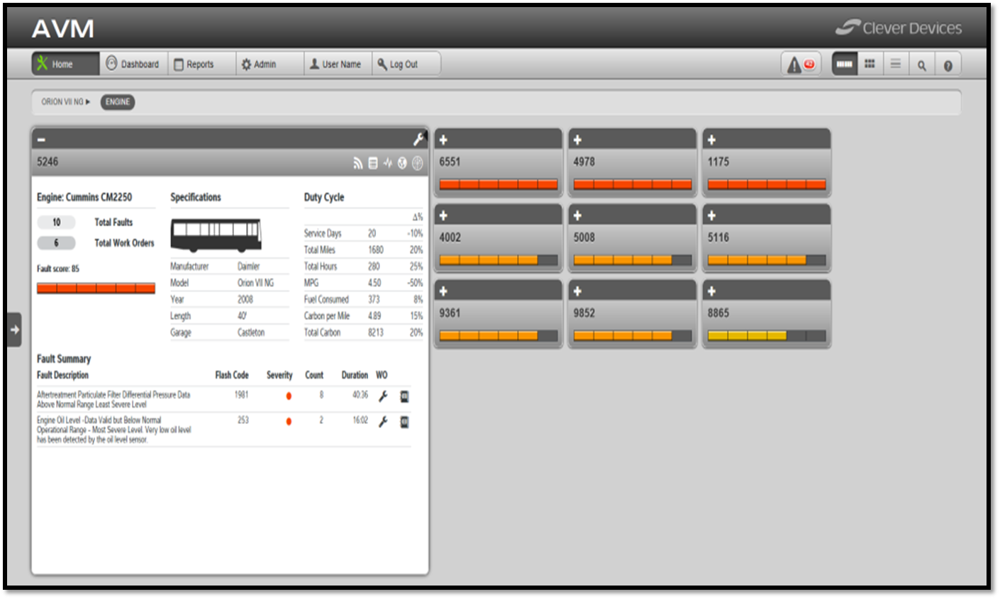 AVM
Clever Devices
Home Dashboard Reports Admin User Name Log Out
42
ORION VII NG ENGINE
5246
Engine: Cummins CM2250
10 Total Faults
6 Total Work Orders
Fault score: 85
Specifications
Manufacturer Daimler
Model Orion VII NG
Year 2008
Length 40'
Garage Castleton
Duty Cycle
Δ%
Service Days 20 -10%
Total Miles 1680 20%
Total Hours 280 25%
MPG 4.50 -50%
Fuel Consumed 373 8%
Carbon per Mile 4.89 15%
Total Carbon 8213 20%
Fault Summary
Fault Description Flash Code Severity Count Duration WO
Aftertreatment Particulate Filter Differential Pressure Data 1981 8 40:36
Above Normal Range Least Severe Level
Engine Oil Level -Data Valid but Below Normal 253 2 16:02
Operational Range - Most Severe Level. Very low oil level
has been detected by the oil level sensor.
6551 4978 1175
4002 5008 5116
9361 9852 8865